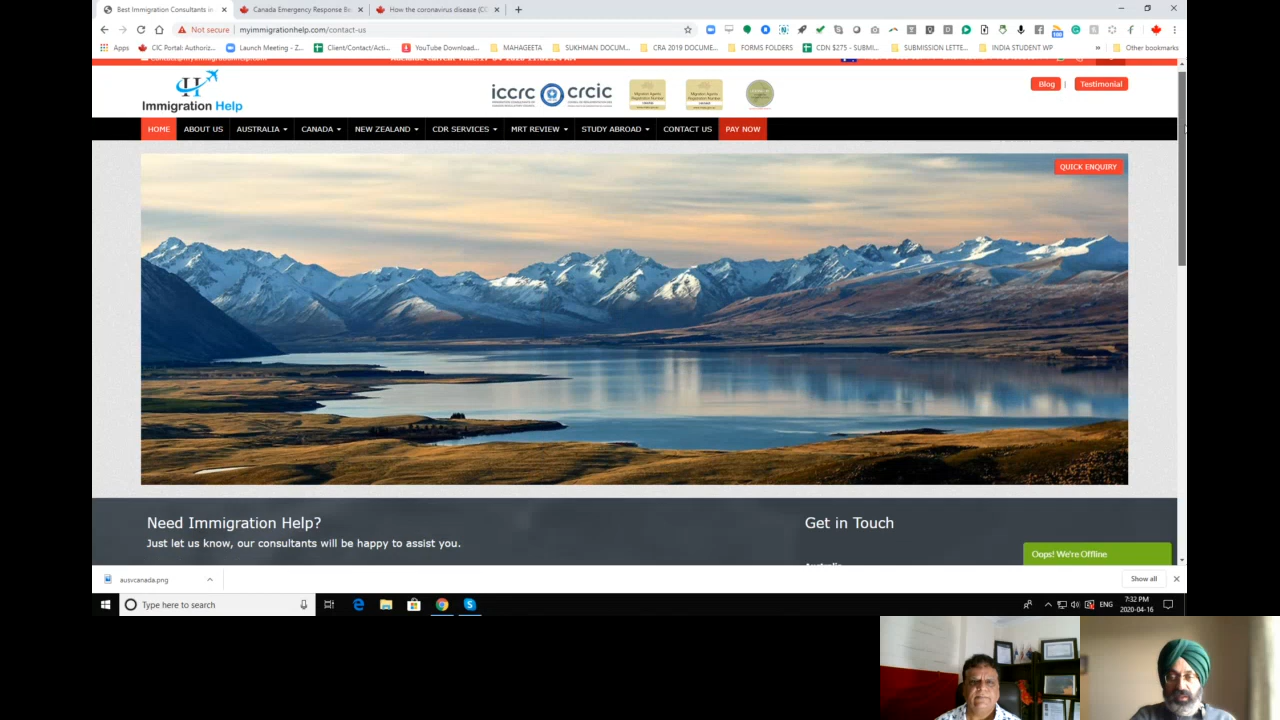 Best Immigration Consultants in
Canada Emergency Response Be
How the coronavirus disease (CO
Not secure
myimmigrationhelp.com/contact-us
Apps
CIC Portal: Authoriz...
Launch Meeting - Z...
Client/Contact/Acti...
YouTube Download...
MAHAGEETA
SUKHMAN DOCUM...
CRA 2019 DOCUME...
FORMS FOLDERS
CDN $275 - SUBMI...
SUBMISSION LETTE...
INDIA STUDENT WP
»
Other bookmarks
Immigration Help
iccrc
crcic
Blog |
Testimonial
HOME
ABOUT US
AUSTRALIA
CANADA
NEW ZEALAND
CDR SERVICES
MRT REVIEW
STUDY ABROAD
CONTACT US
PAY NOW
QUICK ENQUIRY
Need Immigration Help?
Just let us know, our consultants will be happy to assist you.
Get in Touch
Oops! We're Offline
ausvcanada.png
Show all
Type here to search
ENG
7:32 PM
2020-04-16